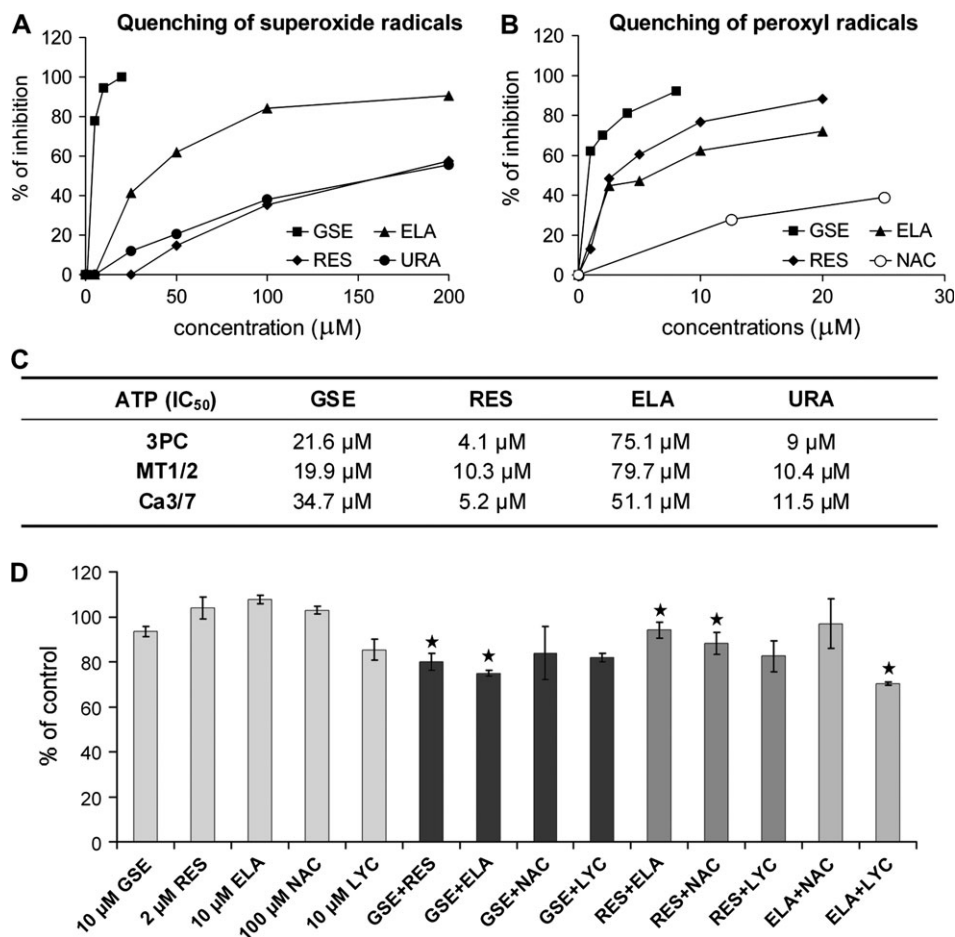 A Quenching of superoxide radicals
120
100
80
60
40
20
0
% of inhibition
GSE ELA
RES URA
0 50 100 150 200
concentration (μM)
B Quenching of peroxyl radicals
120
100
80
60
40
20
0
% of inhibition
GSE ELA
RES NAC
0 10 20 30
concentrations (μM)
C
ATP (IC50) GSE RES ELA URA
3PC 21.6 μM 4.1 μM 75.1 μM 9 μM
MT1/2 19.9 μM 10.3 μM 79.7 μM 10.4 μM
Ca3/7 34.7 μM 5.2 μM 51.1 μM 11.5 μM
D
120
100
80
60
40
20
0
% of control
10 μM GSE
2 μM RES
10 μM ELA
100 μM NAC
10 μM LYC
GSE+RES
GSE+ELA
GSE+NAC
GSE+LYC
RES+ELA
RES+NAC
RES+LYC
ELA+NAC
ELA+LYC